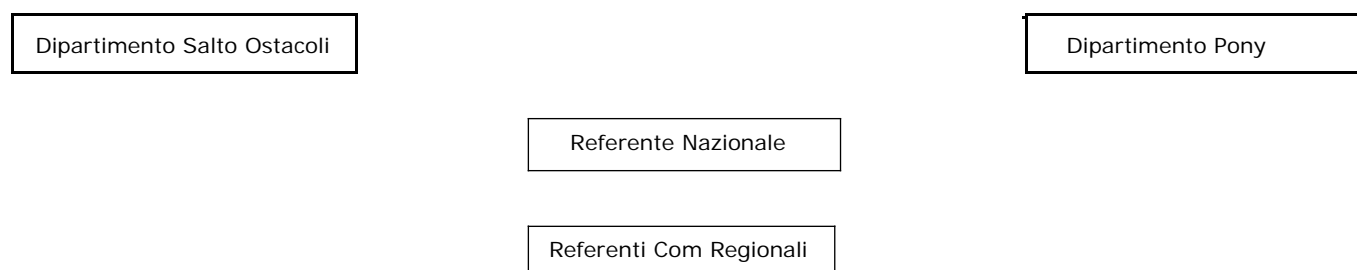 Dipartimento Salto Ostacoli
Dipartimento Pony
Referente Nazionale
Referenti Com Regionali